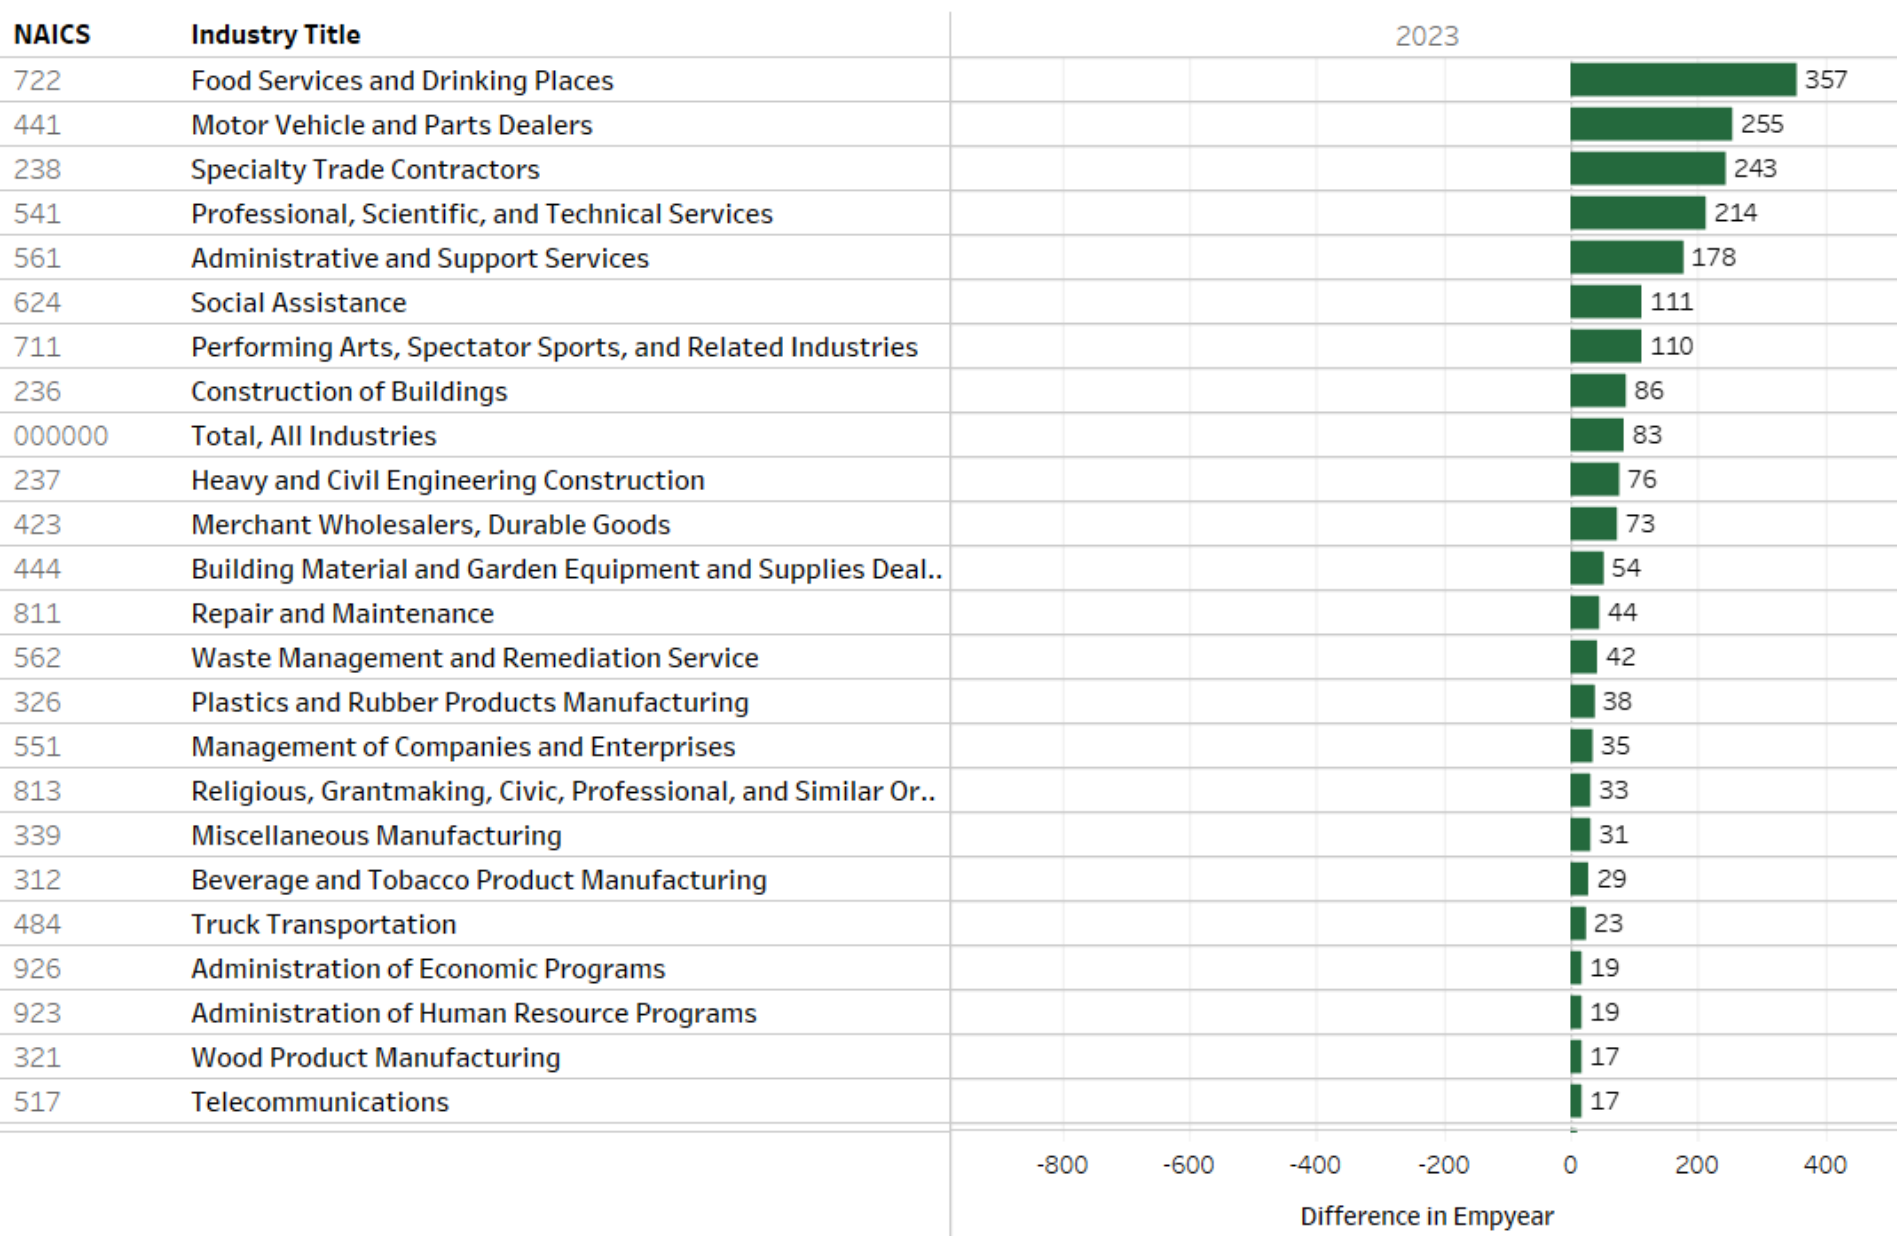 NAICS Industry Title 2023
722 Food Services and Drinking Places 357
441 Motor Vehicle and Parts Dealers 255
238 Specialty Trade Contractors 243
541 Professional, Scientific, and Technical Services 214
561 Administrative and Support Services 178
624 Social Assistance 111
711 Performing Arts, Spectator Sports, and Related Industries 110
236 Construction of Buildings 86
000000 Total, All Industries 83
237 Heavy and Civil Engineering Construction 76
423 Merchant Wholesalers, Durable Goods 73
444 Building Material and Garden Equipment and Supplies Deal.. 54
811 Repair and Maintenance 44
562 Waste Management and Remediation Service 42
326 Plastics and Rubber Products Manufacturing 38
551 Management of Companies and Enterprises 35
813 Religious, Grantmaking, Civic, Professional, and Similar Or.. 33
339 Miscellaneous Manufacturing 31
312 Beverage and Tobacco Product Manufacturing 29
484 Truck Transportation 23
926 Administration of Economic Programs 19
923 Administration of Human Resource Programs 19
321 Wood Product Manufacturing 17
517 Telecommunications 17
-800 -600 -400 -200 0 200 400
Difference in Empyear